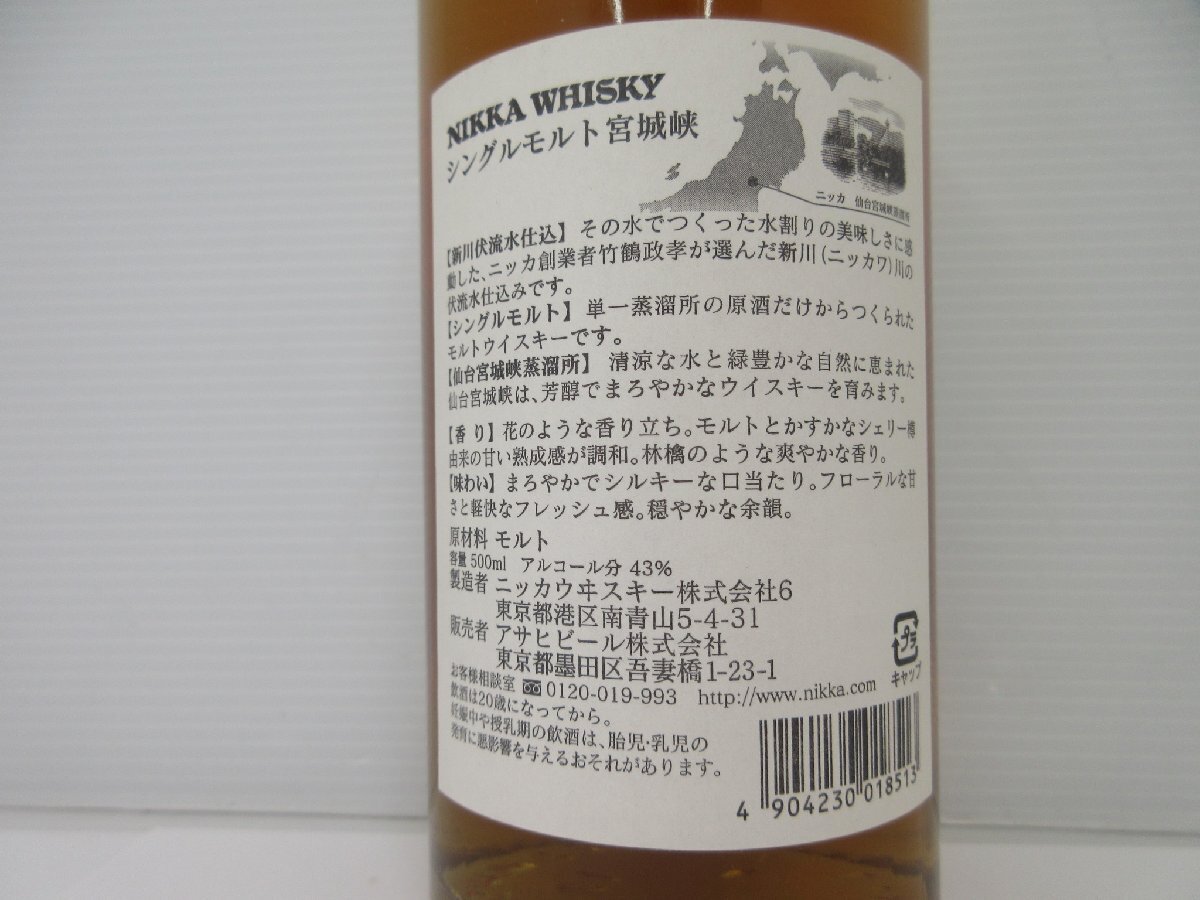 NIKKA WHISKY
シングルモルト宮城峡
ニッカ 仙台宮城峡蒸溜所
【新川伏流水仕込】その水でつくった水割りの美味しさに感
動した、ニッカ創業者竹鶴政孝が選んだ新川(ニッカワ)川の
伏流水仕込みです。
【シングルモルト】単一蒸溜所の原酒だけからつくられた
モルトウイスキーです。
【仙台宮城峡蒸溜所】清涼な水と緑豊かな自然に恵まれた
仙台宮城峡は、芳醇でまろやかなウイスキーを育みます。
【香り】花のような香り立ち。モルトとかすかなシェリー樽
由来の甘い熟成感が調和。林檎のような爽やかな香り。
【味わい】まろやかでシルキーな口当たり。フローラルな甘
さと軽快なフレッシュ感。穏やかな余韻。
原材料 モルト
容量 500ml アルコール分 43%
製造者 ニッカウヰスキー株式会社6
東京都港区南青山5-4-31
販売者 アサヒビール株式会社
東京都墨田区吾妻橋1-23-1
お客様相談室 0120-019-993 http://www.nikka.com
飲酒は20歳になってから。
妊娠中や授乳期の飲酒は、胎児・乳児の
発育に悪影響を与えるおそれがあります。
プラ
キャップ
4 904230 018513